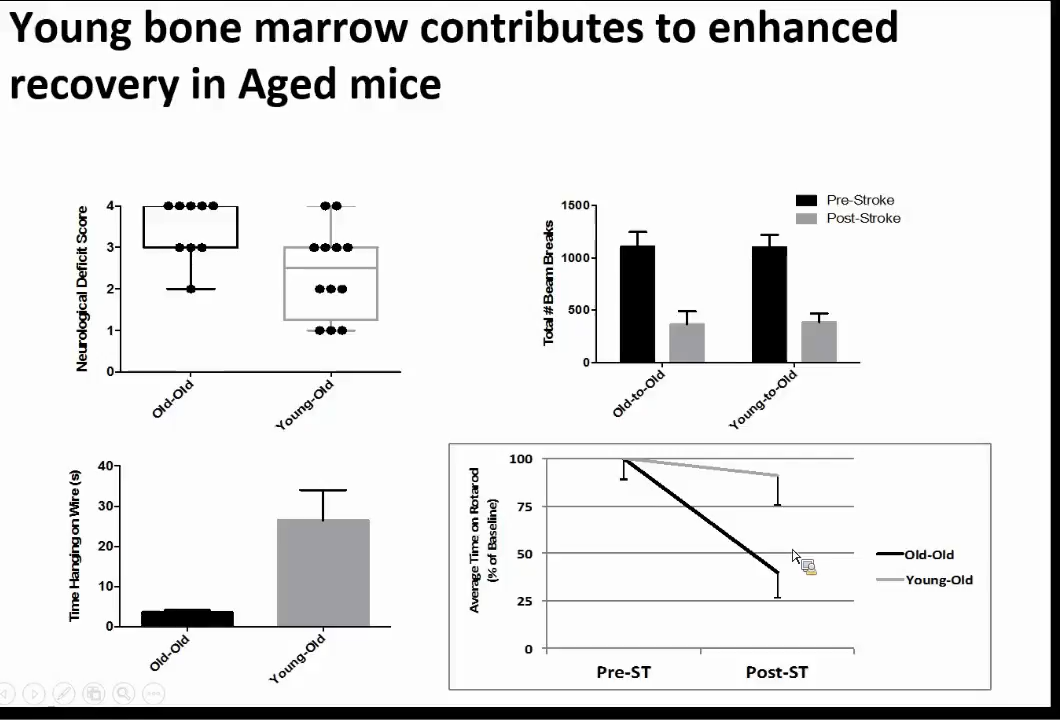 Young bone marrow contributes to enhanced
recovery in Aged mice
Neurological Deficit Score
4
3
2
1
0
Old-Old
Young-Old
Total # Beam Breaks
1500
1000
500
0
Pre-Stroke
Post-Stroke
Old-to-Old
Young-to-Old
Time Hanging on Wire (s)
40
30
20
10
0
Old-Old
Young-Old
Average Time on Rotarod
(% of Baseline)
100
75
50
25
0
Pre-ST
Post-ST
Old-Old
Young-Old